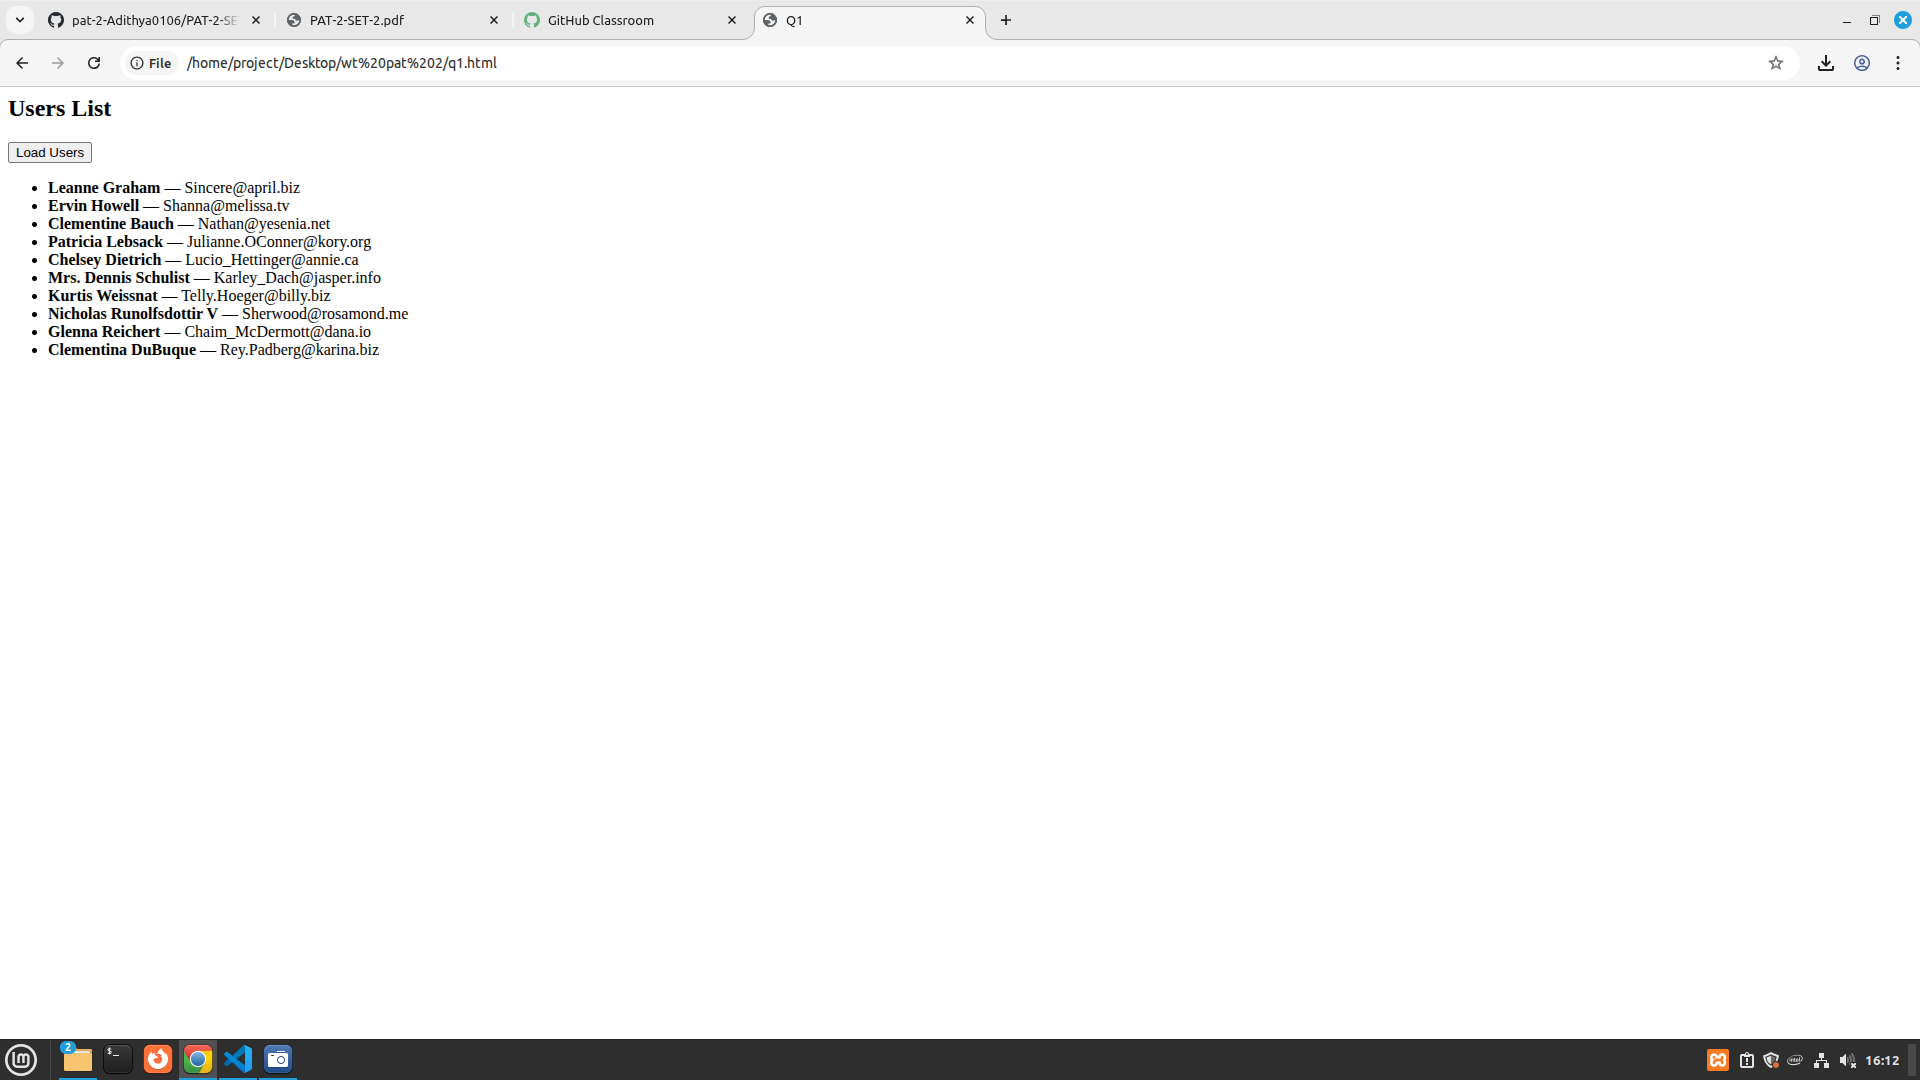 pat-2-Adithya0106/PAT-2-SE
PAT-2-SET-2.pdf
GitHub Classroom
Q1
File
/home/project/Desktop/wt%20pat%202/q1.html
Users List
Load Users
Leanne Graham — Sincere@april.biz
Ervin Howell — Shanna@melissa.tv
Clementine Bauch — Nathan@yesenia.net
Patricia Lebsack — Julianne.OConner@kory.org
Chelsey Dietrich — Lucio_Hettinger@annie.ca
Mrs. Dennis Schulist — Karley_Dach@jasper.info
Kurtis Weissnat — Telly.Hoeger@billy.biz
Nicholas Runolfsdottir V — Sherwood@rosamond.me
Glenna Reichert — Chaim_McDermott@dana.io
Clementina DuBuque — Rey.Padberg@karina.biz
2
$_
16:12